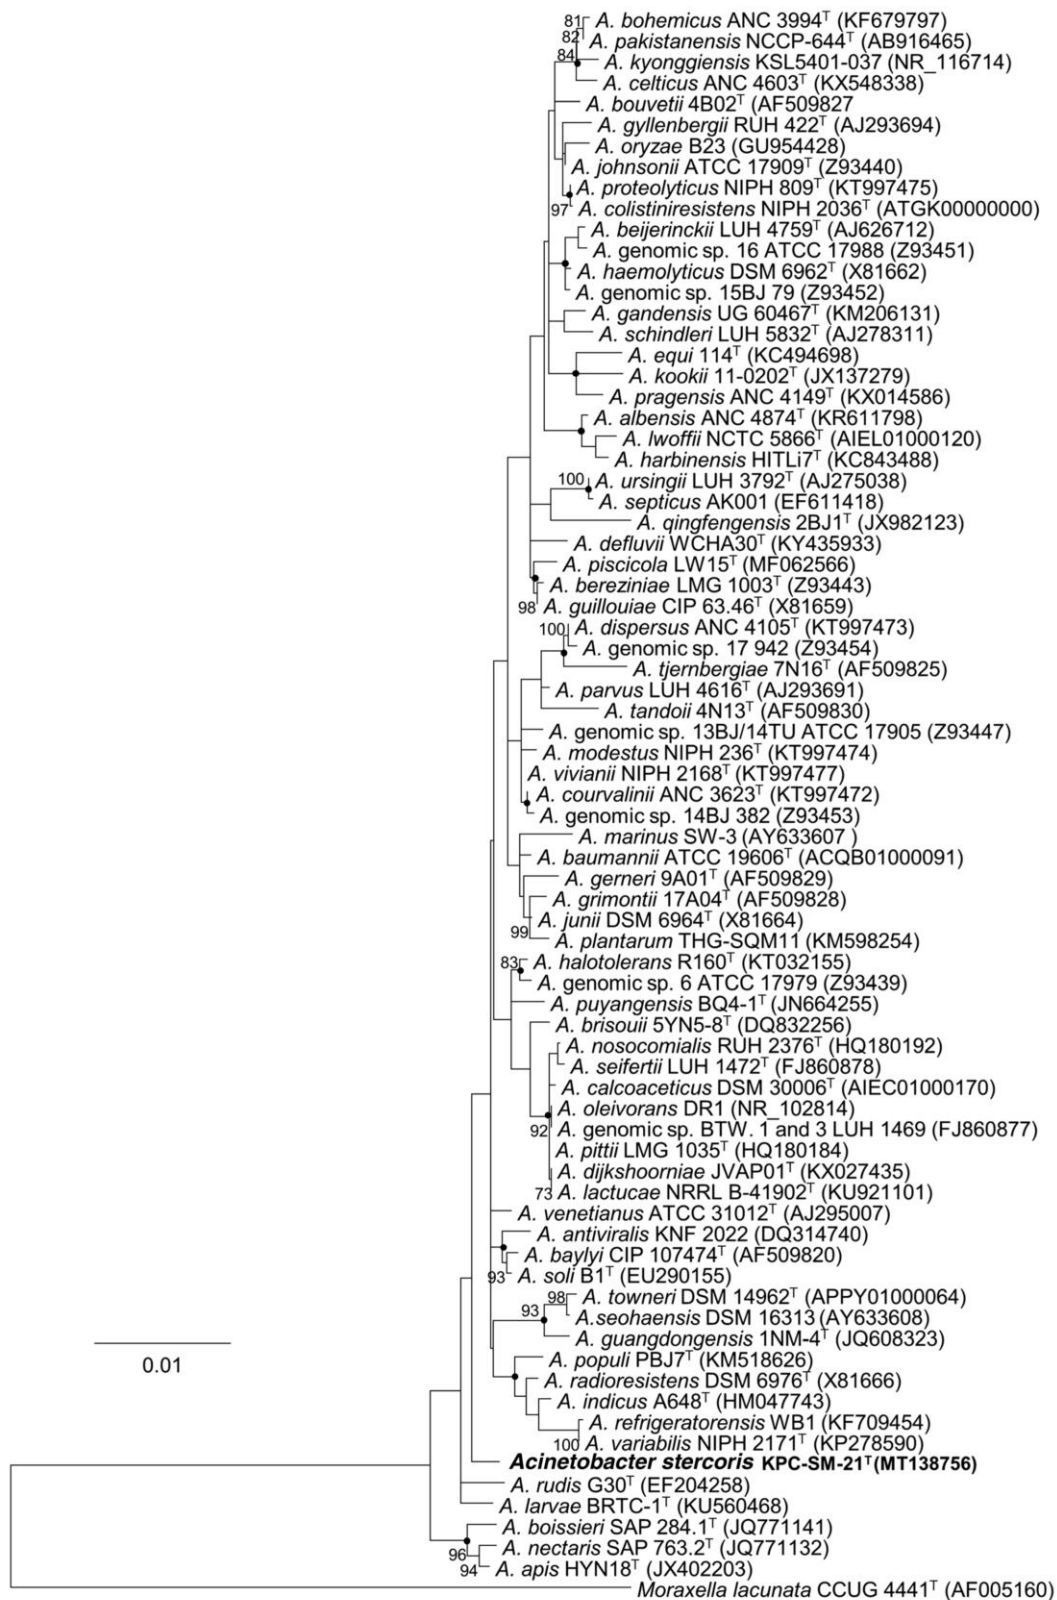 81
A. bohemicus ANC 3994ᵀ (KF679797)
82
A. pakistanensis NCCP-644ᵀ (AB916465)
84
A. kyonggiensis KSL5401-037 (NR_116714)
A. celticus ANC 4603ᵀ (KX548338)
A. bouvetii 4B02ᵀ (AF509827
A. gyllenbergii RUH 422ᵀ (AJ293694)
A. oryzae B23 (GU954428)
A. johnsonii ATCC 17909ᵀ (Z93440)
A. proteolyticus NIPH 809ᵀ (KT997475)
97
A. colistiniresistens NIPH 2036ᵀ (ATGK00000000)
A. beijerinckii LUH 4759ᵀ (AJ626712)
A. genomic sp. 16 ATCC 17988 (Z93451)
A. haemolyticus DSM 6962ᵀ (X81662)
A. genomic sp. 15BJ 79 (Z93452)
A. gandensis UG 60467ᵀ (KM206131)
A. schindleri LUH 5832ᵀ (AJ278311)
A. equi 114ᵀ (KC494698)
A. kookii 11-0202ᵀ (JX137279)
A. pragensis ANC 4149ᵀ (KX014586)
A. albensis ANC 4874ᵀ (KR611798)
A. lwoffii NCTC 5866ᵀ (AIEL01000120)
A. harbinensis HITLi7ᵀ (KC843488)
100
A. ursingii LUH 3792ᵀ (AJ275038)
A. septicus AK001 (EF611418)
A. qingfengensis 2BJ1ᵀ (JX982123)
A. defluvii WCHA30ᵀ (KY435933)
A. piscicola LW15ᵀ (MF062566)
A. bereziniae LMG 1003ᵀ (Z93443)
98
A. guillouiae CIP 63.46ᵀ (X81659)
100
A. dispersus ANC 4105ᵀ (KT997473)
A. genomic sp. 17 942 (Z93454)
A. tjernbergiae 7N16ᵀ (AF509825)
A. parvus LUH 4616ᵀ (AJ293691)
A. tandoii 4N13ᵀ (AF509830)
A. genomic sp. 13BJ/14TU ATCC 17905 (Z93447)
A. modestus NIPH 236ᵀ (KT997474)
A. vivianii NIPH 2168ᵀ (KT997477)
A. courvalinii ANC 3623ᵀ (KT997472)
A. genomic sp. 14BJ 382 (Z93453)
A. marinus SW-3 (AY633607 )
A. baumannii ATCC 19606ᵀ (ACQB01000091)
A. gerneri 9A01ᵀ (AF509829)
A. grimontii 17A04ᵀ (AF509828)
A. junii DSM 6964ᵀ (X81664)
99
A. plantarum THG-SQM11 (KM598254)
83
A. halotolerans R160ᵀ (KT032155)
A. genomic sp. 6 ATCC 17979 (Z93439)
A. puyangensis BQ4-1ᵀ (JN664255)
A. brisouii 5YN5-8ᵀ (DQ832256)
A. nosocomialis RUH 2376ᵀ (HQ180192)
A. seifertii LUH 1472ᵀ (FJ860878)
A. calcoaceticus DSM 30006ᵀ (AIEC01000170)
A. oleivorans DR1 (NR_102814)
92
A. genomic sp. BTW. 1 and 3 LUH 1469 (FJ860877)
A. pittii LMG 1035ᵀ (HQ180184)
A. dijkshoorniae JVAP01ᵀ (KX027435)
73
A. lactucae NRRL B-41902ᵀ (KU921101)
A. venetianus ATCC 31012ᵀ (AJ295007)
A. antiviralis KNF 2022 (DQ314740)
A. baylyi CIP 107474ᵀ (AF509820)
93
A. soli B1ᵀ (EU290155)
98
A. towneri DSM 14962ᵀ (APPY01000064)
93
A.seohaensis DSM 16313 (AY633608)
A. guangdongensis 1NM-4ᵀ (JQ608323)
0.01
A. populi PBJ7ᵀ (KM518626)
A. radioresistens DSM 6976ᵀ (X81666)
A. indicus A648ᵀ (HM047743)
A. refrigeratorensis WB1 (KF709454)
100
A. variabilis NIPH 2171ᵀ (KP278590)
Acinetobacter stercoris KPC-SM-21ᵀ(MT138756)
A. rudis G30ᵀ (EF204258)
A. larvae BRTC-1ᵀ (KU560468)
A. boissieri SAP 284.1ᵀ (JQ771141)
A. nectaris SAP 763.2ᵀ (JQ771132)
96
94
A. apis HYN18ᵀ (JX402203)
Moraxella lacunata CCUG 4441ᵀ (AF005160)